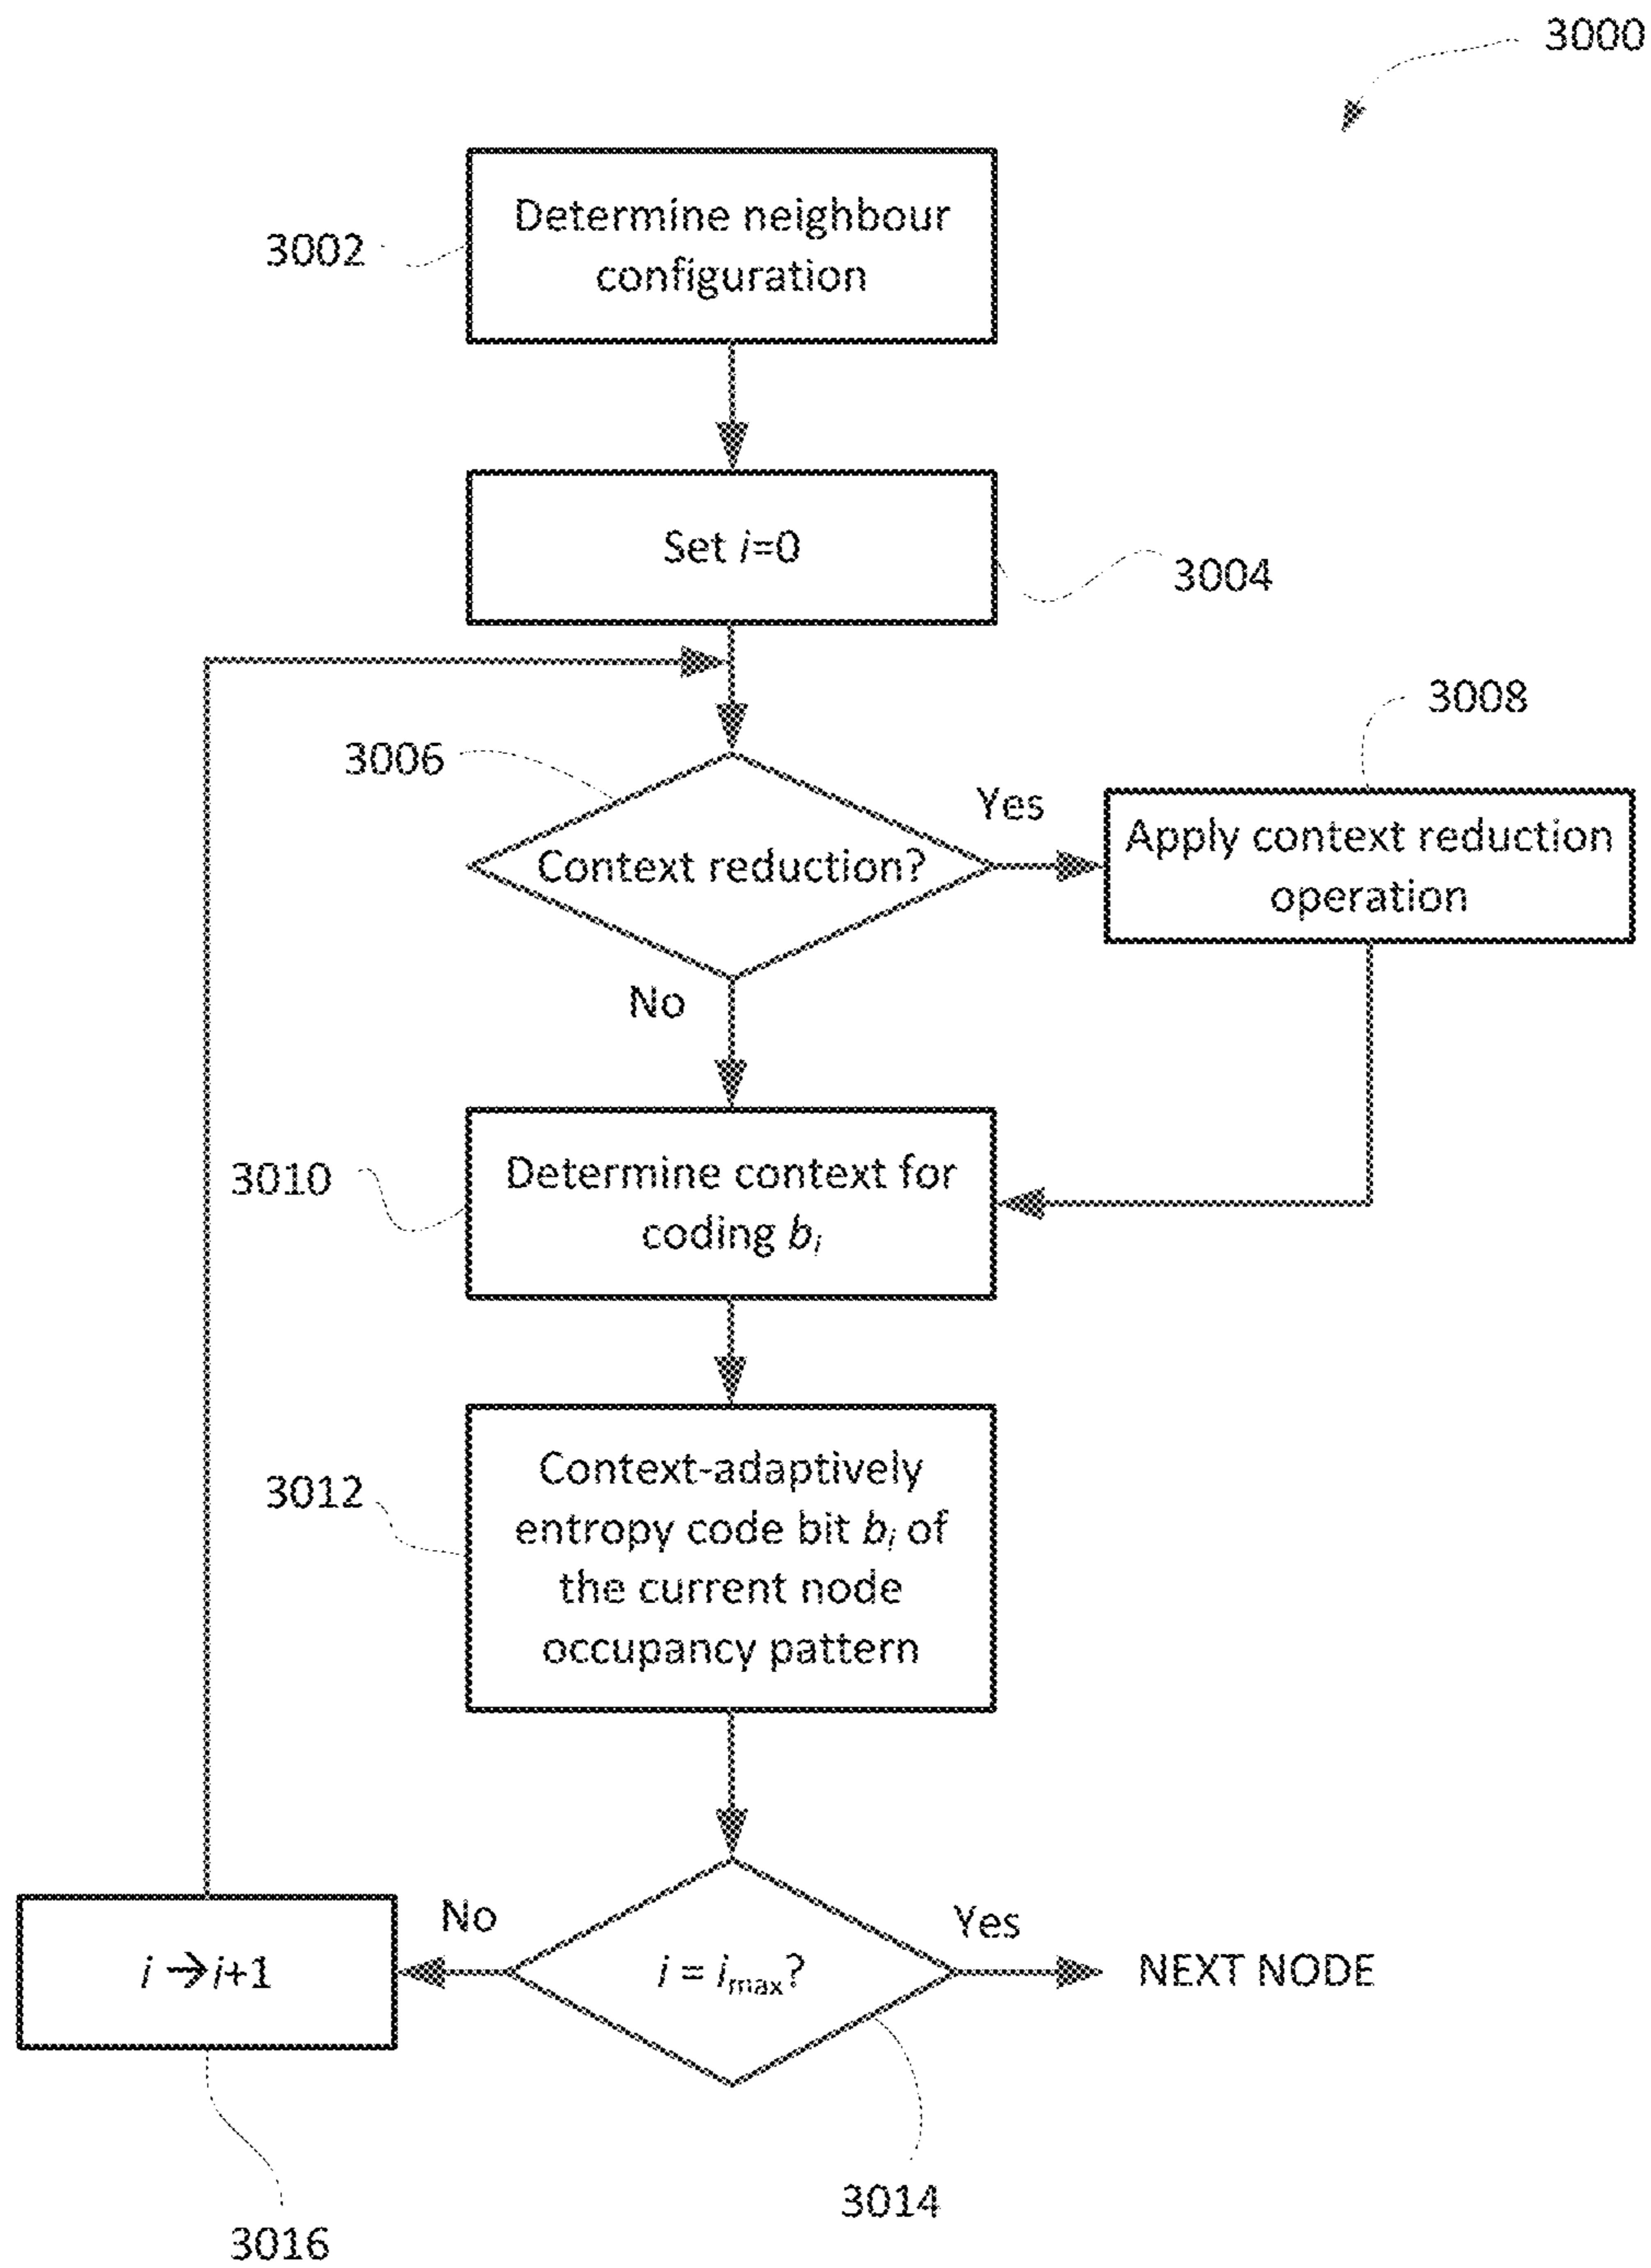 3000
Determine neighbour
configuration
3002
Set i=0
3004
3006
3008
Context reduction?
Yes
Apply context reduction
operation
No
3010
Determine context for
coding bᵢ
3012
Context-adaptively
entropy code bit bᵢ of
the current node
occupancy pattern
i →i+1
No
i = imax?
Yes
NEXT NODE
3014
3016